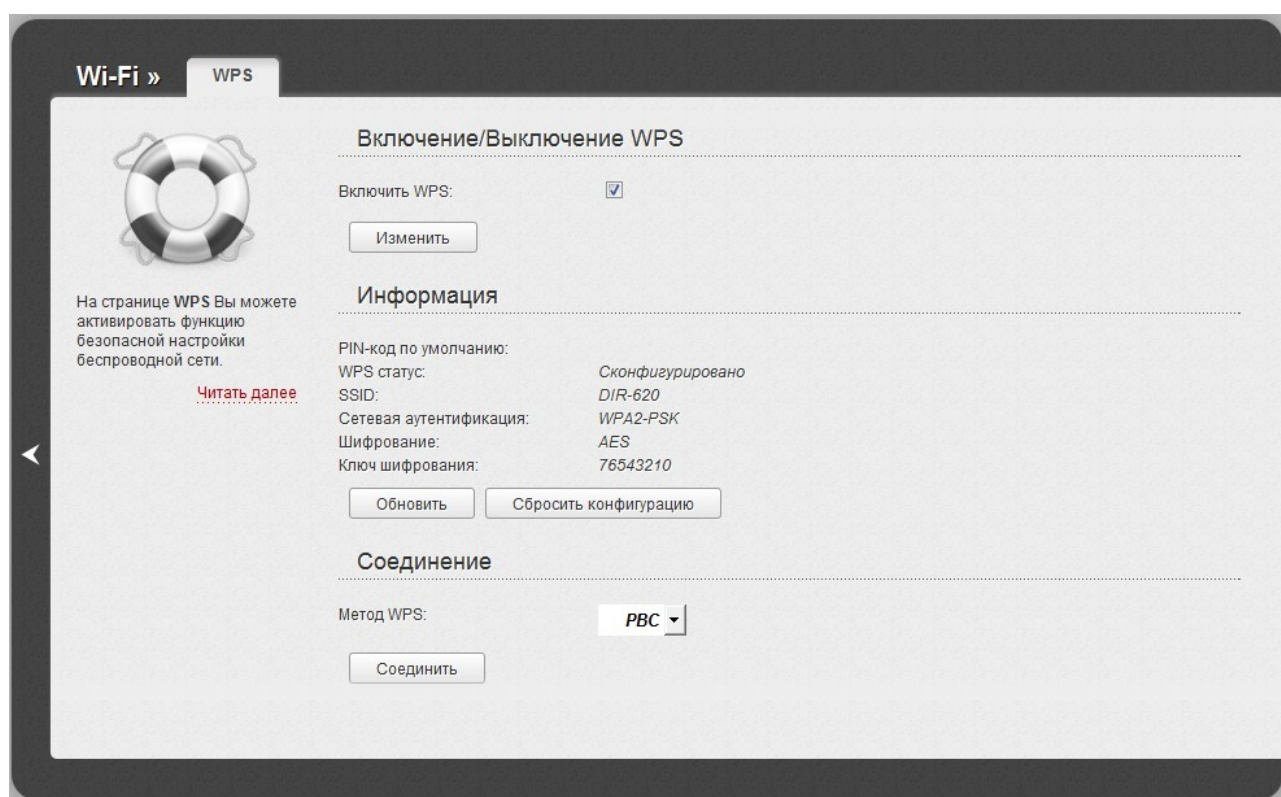 Wi-Fi »
WPS
На странице WPS Вы можете
активировать функцию
безопасной настройки
беспроводной сети.
Читать далее
Включение/Выключение WPS
Включить WPS:
Изменить
Информация
PIN-код по умолчанию:
WPS статус: Сконфигурировано
SSID: DIR-620
Сетевая аутентификация: WPA2-PSK
Шифрование: AES
Ключ шифрования: 76543210
Обновить Сбросить конфигурацию
Соединение
Метод WPS: PBC
Соединить